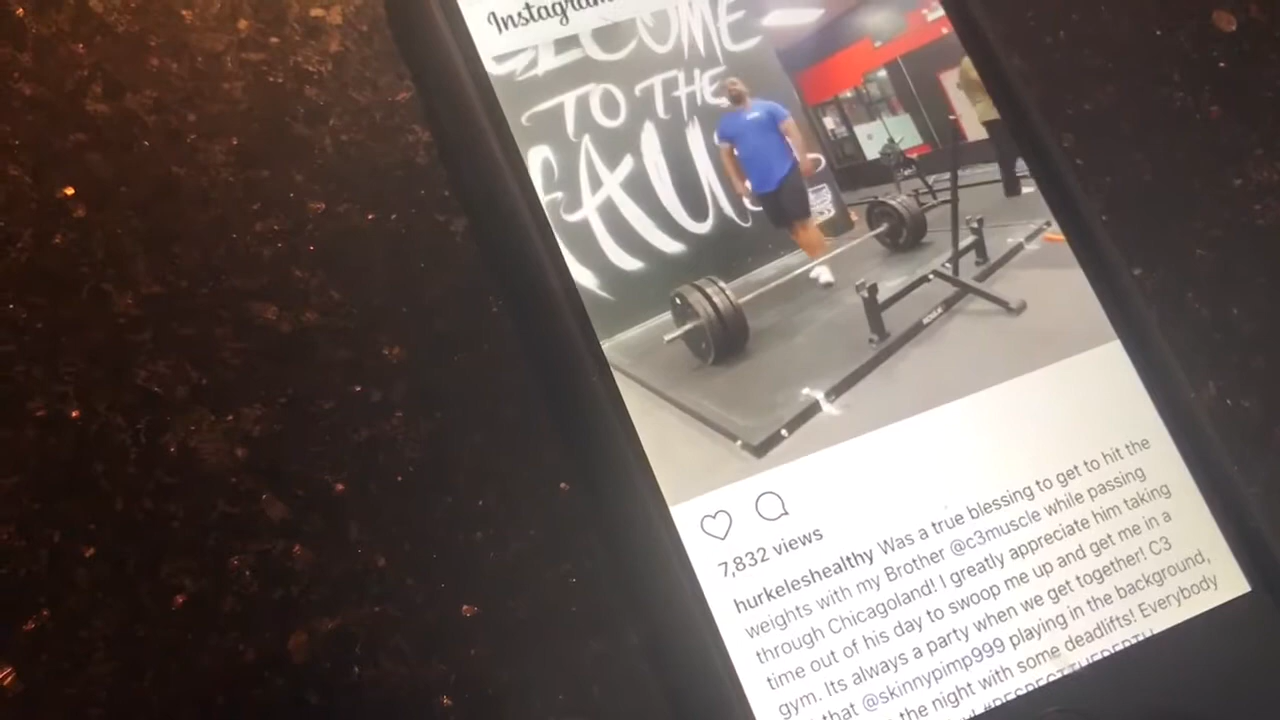 Instagram
TO THE
7,832 views
hurkeleshealthy Was a true blessing to get to hit the
weights with my Brother @c3muscle while passing
through Chicagoland! I greatly appreciate him taking
time out of his day to swoop me up and get me in a
gym. Its always a party when we get together! C3
that @skinnypimp999 playing in the background,
the night with some deadlifts! Everybody
#RESPECTTHEDEPTH